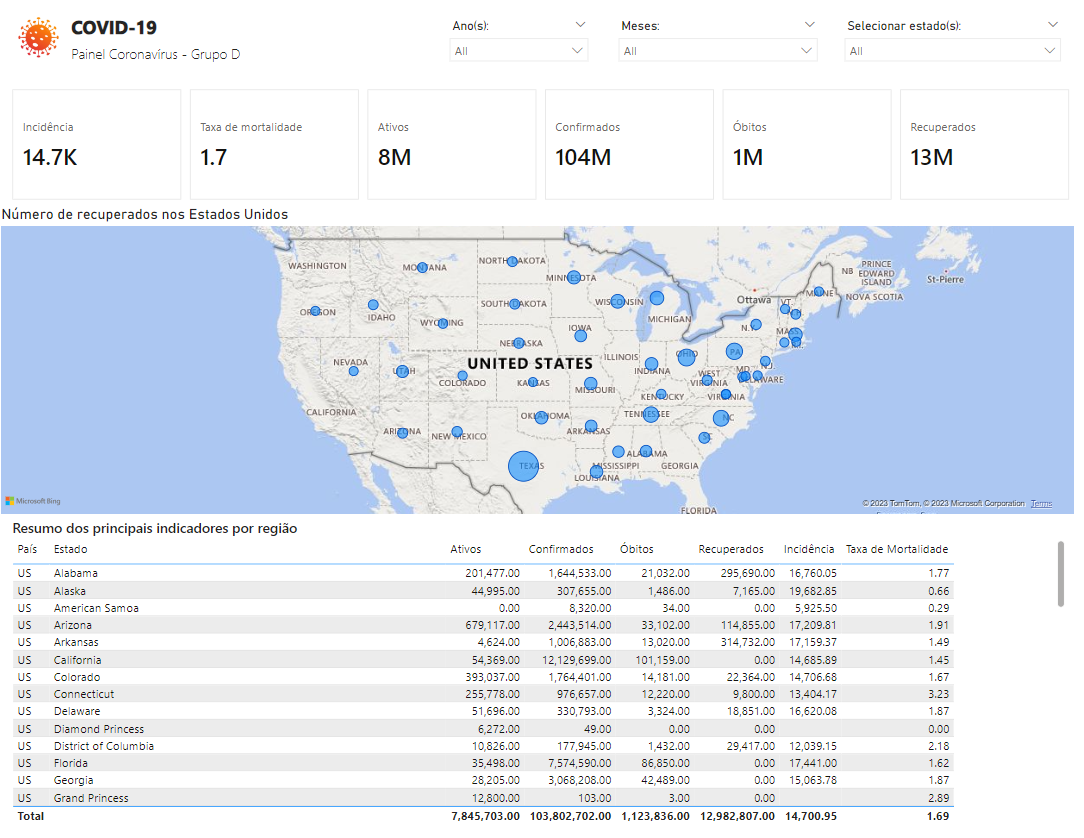 COVID-19
Painel Coronavírus - Grupo D
Ano(s):
All
Meses:
All
Selecionar estado(s):
All
Incidência
14.7K
Taxa de mortalidade
1.7
Ativos
8M
Confirmados
104M
Óbitos
1M
Recuperados
13M
Número de recuperados nos Estados Unidos
WASHINGTON
MONTANA
NORTH DAKOTA
MINNESOTA
OREGON
IDAHO
WYOMING
SOUTH DAKOTA
WISCONSIN
MICHIGAN
Ottawa
MAINE
NB
PRINCE
EDWARD
ISLAND
NOVA SCOTIA
St-Pierre
VT.
N.H.
N.Y.
MASS.
IOWA
NEBRASKA
NEVADA
UTAH
COLORADO
UNITED STATES
KANSAS
MISSOURI
ILLINOIS
INDIANA
OHIO
PA
N.J.
MD.
DELAWARE
WEST
VIRGINIA
VIRGINIA
KENTUCKY
CALIFORNIA
ARIZONA
NEW MEXICO
OKLAHOMA
ARKANSAS
TENNESSEE
NC
SC
TEXAS
LOUISIANA
MISSISSIPPI
ALABAMA
GEORGIA
FLORIDA
Microsoft Bing
© 2023 TomTom, © 2023 Microsoft Corporation Terms
Resumo dos principais indicadores por região
País Estado Ativos Confirmados Óbitos Recuperados Incidência Taxa de Mortalidade
US Alabama 201,477.00 1,644,533.00 21,032.00 295,690.00 16,760.05 1.77
US Alaska 44,995.00 307,655.00 1,486.00 7,165.00 19,682.85 0.66
US American Samoa 0.00 8,320.00 34.00 0.00 5,925.50 0.29
US Arizona 679,117.00 2,443,514.00 33,102.00 114,855.00 17,209.81 1.91
US Arkansas 4,624.00 1,006,883.00 13,020.00 314,732.00 17,159.37 1.49
US California 54,369.00 12,129,699.00 101,159.00 0.00 14,685.89 1.45
US Colorado 393,037.00 1,764,401.00 14,181.00 22,364.00 14,706.68 1.67
US Connecticut 255,778.00 976,657.00 12,220.00 9,800.00 13,404.17 3.23
US Delaware 51,696.00 330,793.00 3,324.00 18,851.00 16,620.08 1.87
US Diamond Princess 6,272.00 49.00 0.00 0.00 0.00
US District of Columbia 10,826.00 177,945.00 1,432.00 29,417.00 12,039.15 2.18
US Florida 35,498.00 7,574,590.00 86,850.00 0.00 17,441.00 1.62
US Georgia 28,205.00 3,068,208.00 42,489.00 0.00 15,063.78 1.87
US Grand Princess 12,800.00 103.00 3.00 0.00 2.89
Total 7,845,703.00 103,802,702.00 1,123,836.00 12,982,807.00 14,700.95 1.69